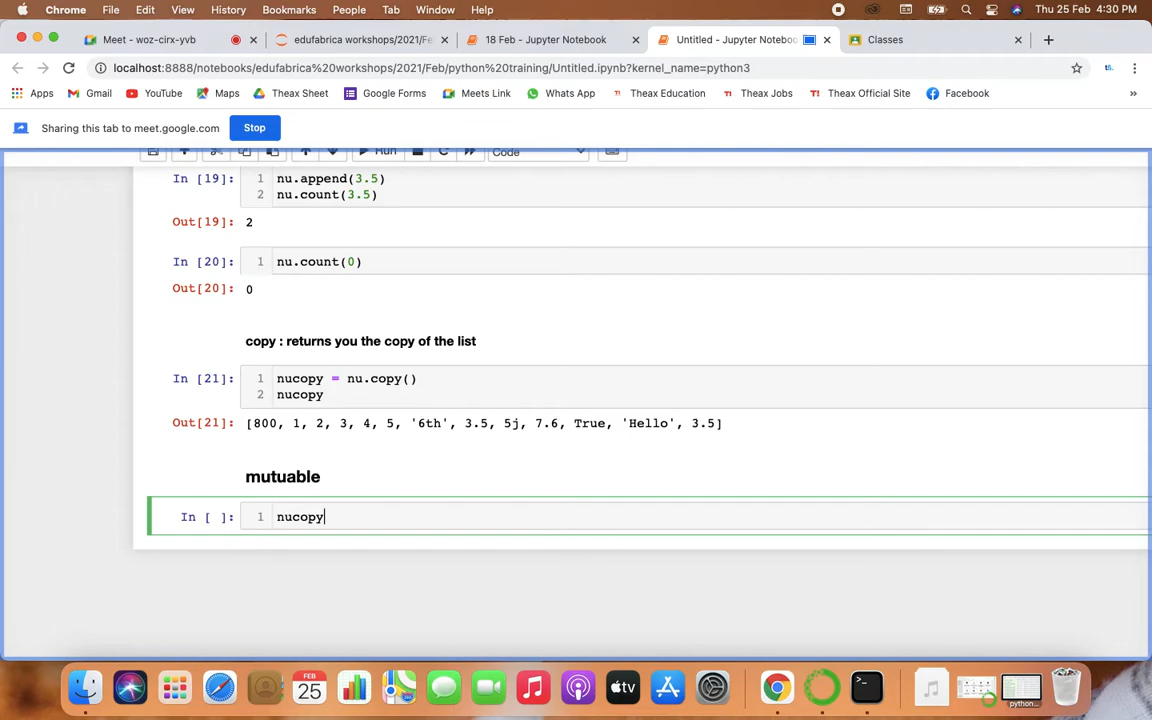 Chrome File Edit View History Bookmarks People Tab Window Help Thu 25 Feb 4:30 PM
Meet - woz-cirx-yvb edufabrica workshops/2021/Feb 18 Feb - Jupyter Notebook Untitled - Jupyter Noteboo Classes
localhost:8888/notebooks/edufabrica%20workshops/2021/Feb/python%20training/Untitled.ipynb?kernel_name=python3
Apps Gmail YouTube Maps Theax Sheet Google Forms Meets Link Whats App Theax Education Theax Jobs Theax Official Site Facebook
Sharing this tab to meet.google.com Stop
Run Code
In [19]: 1 nu.append(3.5)
2 nu.count(3.5)
Out[19]: 2
In [20]: 1 nu.count(0)
Out[20]: 0
copy : returns you the copy of the list
In [21]: 1 nucopy = nu.copy()
2 nucopy
Out[21]: [800, 1, 2, 3, 4, 5, '6th', 3.5, 5j, 7.6, True, 'Hello', 3.5]
mutuable
In [ ]: 1 nucopy
FEB
25
tv
python...